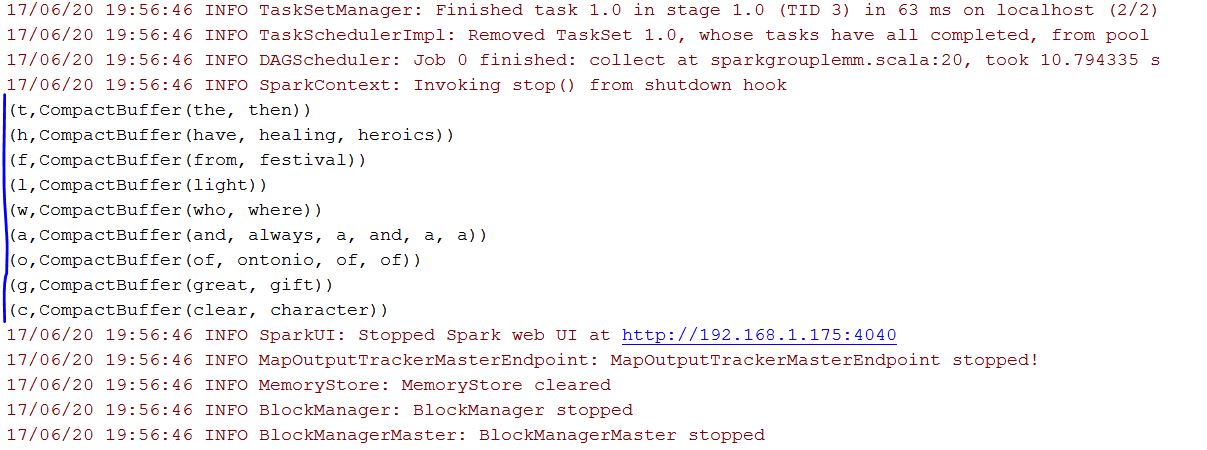 17/06/20 19:56:46 INFO TaskSetManager: Finished task 1.0 in stage 1.0 (TID 3) in 63 ms on localhost (2/2)
17/06/20 19:56:46 INFO TaskSchedulerImpl: Removed TaskSet 1.0, whose tasks have all completed, from pool
17/06/20 19:56:46 INFO DAGScheduler: Job 0 finished: collect at sparkgrouplemm.scala:20, took 10.794335 s
17/06/20 19:56:46 INFO SparkContext: Invoking stop() from shutdown hook
(t,CompactBuffer(the, then))
(h,CompactBuffer(have, healing, heroics))
(f,CompactBuffer(from, festival))
(l,CompactBuffer(light))
(w,CompactBuffer(who, where))
(a,CompactBuffer(and, always, a, and, a, a))
(o,CompactBuffer(of, ontonio, of, of))
(g,CompactBuffer(great, gift))
(c,CompactBuffer(clear, character))
17/06/20 19:56:46 INFO SparkUI: Stopped Spark web UI at http://192.168.1.175:4040
17/06/20 19:56:46 INFO MapOutputTrackerMasterEndpoint: MapOutputTrackerMasterEndpoint stopped!
17/06/20 19:56:46 INFO MemoryStore: MemoryStore cleared
17/06/20 19:56:46 INFO BlockManager: BlockManager stopped
17/06/20 19:56:46 INFO BlockManagerMaster: BlockManagerMaster stopped